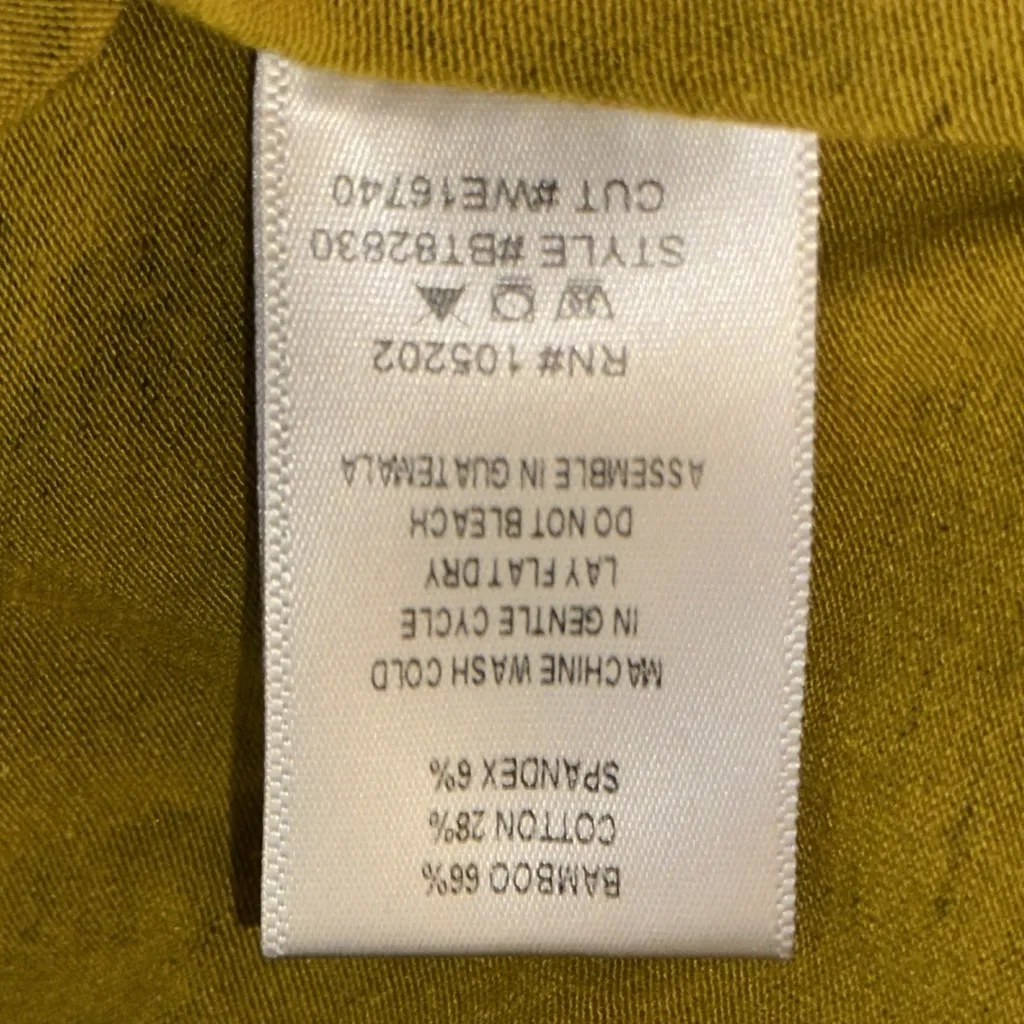 BAMBOO 66%
COTTON 28%
SPANDEX 6%
MACHINE WASH COLD
IN GENTLE CYCLE
LAY FLAT DRY
DO NOT BLEACH
ASSEMBLE IN GUATEMALA
RN# 105202
STYLE #BT82830
CUT #WE16740